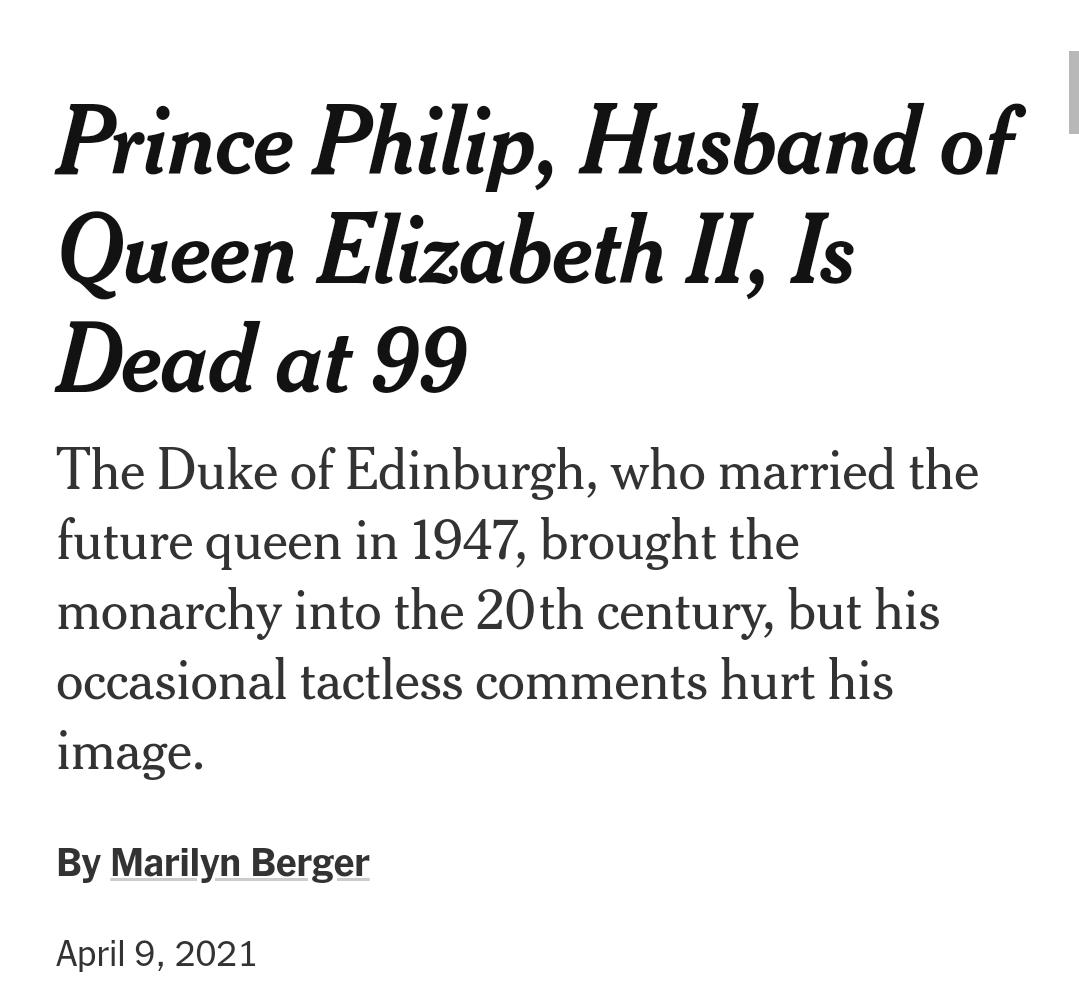 Prince Philip, Husband of
Queen Elizabeth II, Is
Dead at 99
The Duke of Edinburgh, who married the
future queen in 1947, brought the
monarchy into the 20th century, but his
occasional tactless comments hurt his
image.
By Marilyn Berger
April 9, 2021